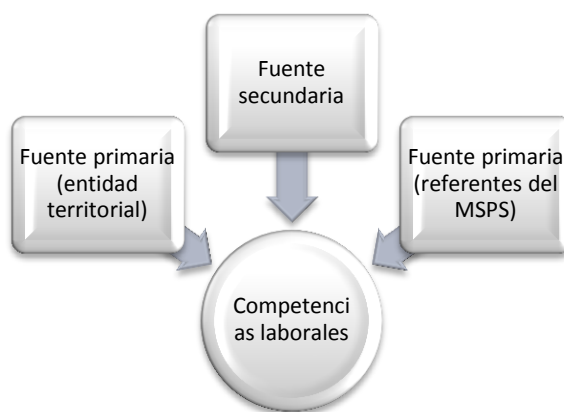 Fuente
secundaria
Fuente primaria
(entidad
territorial)
Fuente primaria
(referentes del
MSPS)
Competenci
as laborales